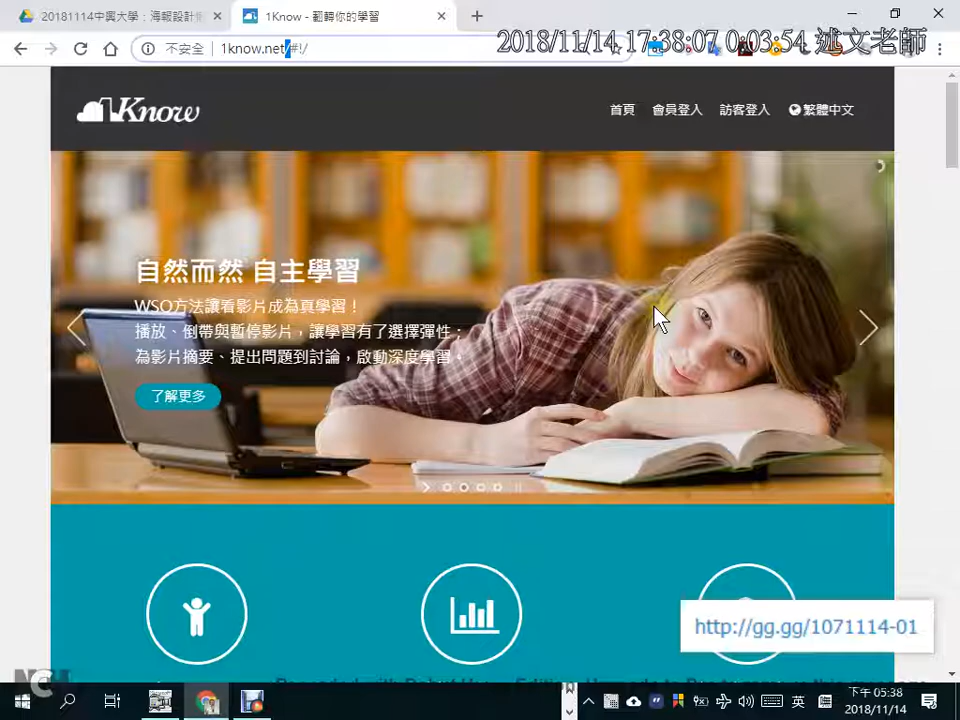 20181114中興大學：海報設計
1Know - 翻轉你的學習
不安全
1know.net/#!/
2018/11/14 17:38:07 0:03:54 述文老師
1Know
首頁
會員登入
訪客登入
繁體中文
自然而然 自主學習
WSQ方法讓看影片成為真學習！
播放、倒帶與暫停影片，讓學習有了選擇彈性；
為影片摘要、提出問題到討論，啟動深度學習。
了解更多
http://gg.gg/1071114-01
英
下午 05:38
2018/11/14